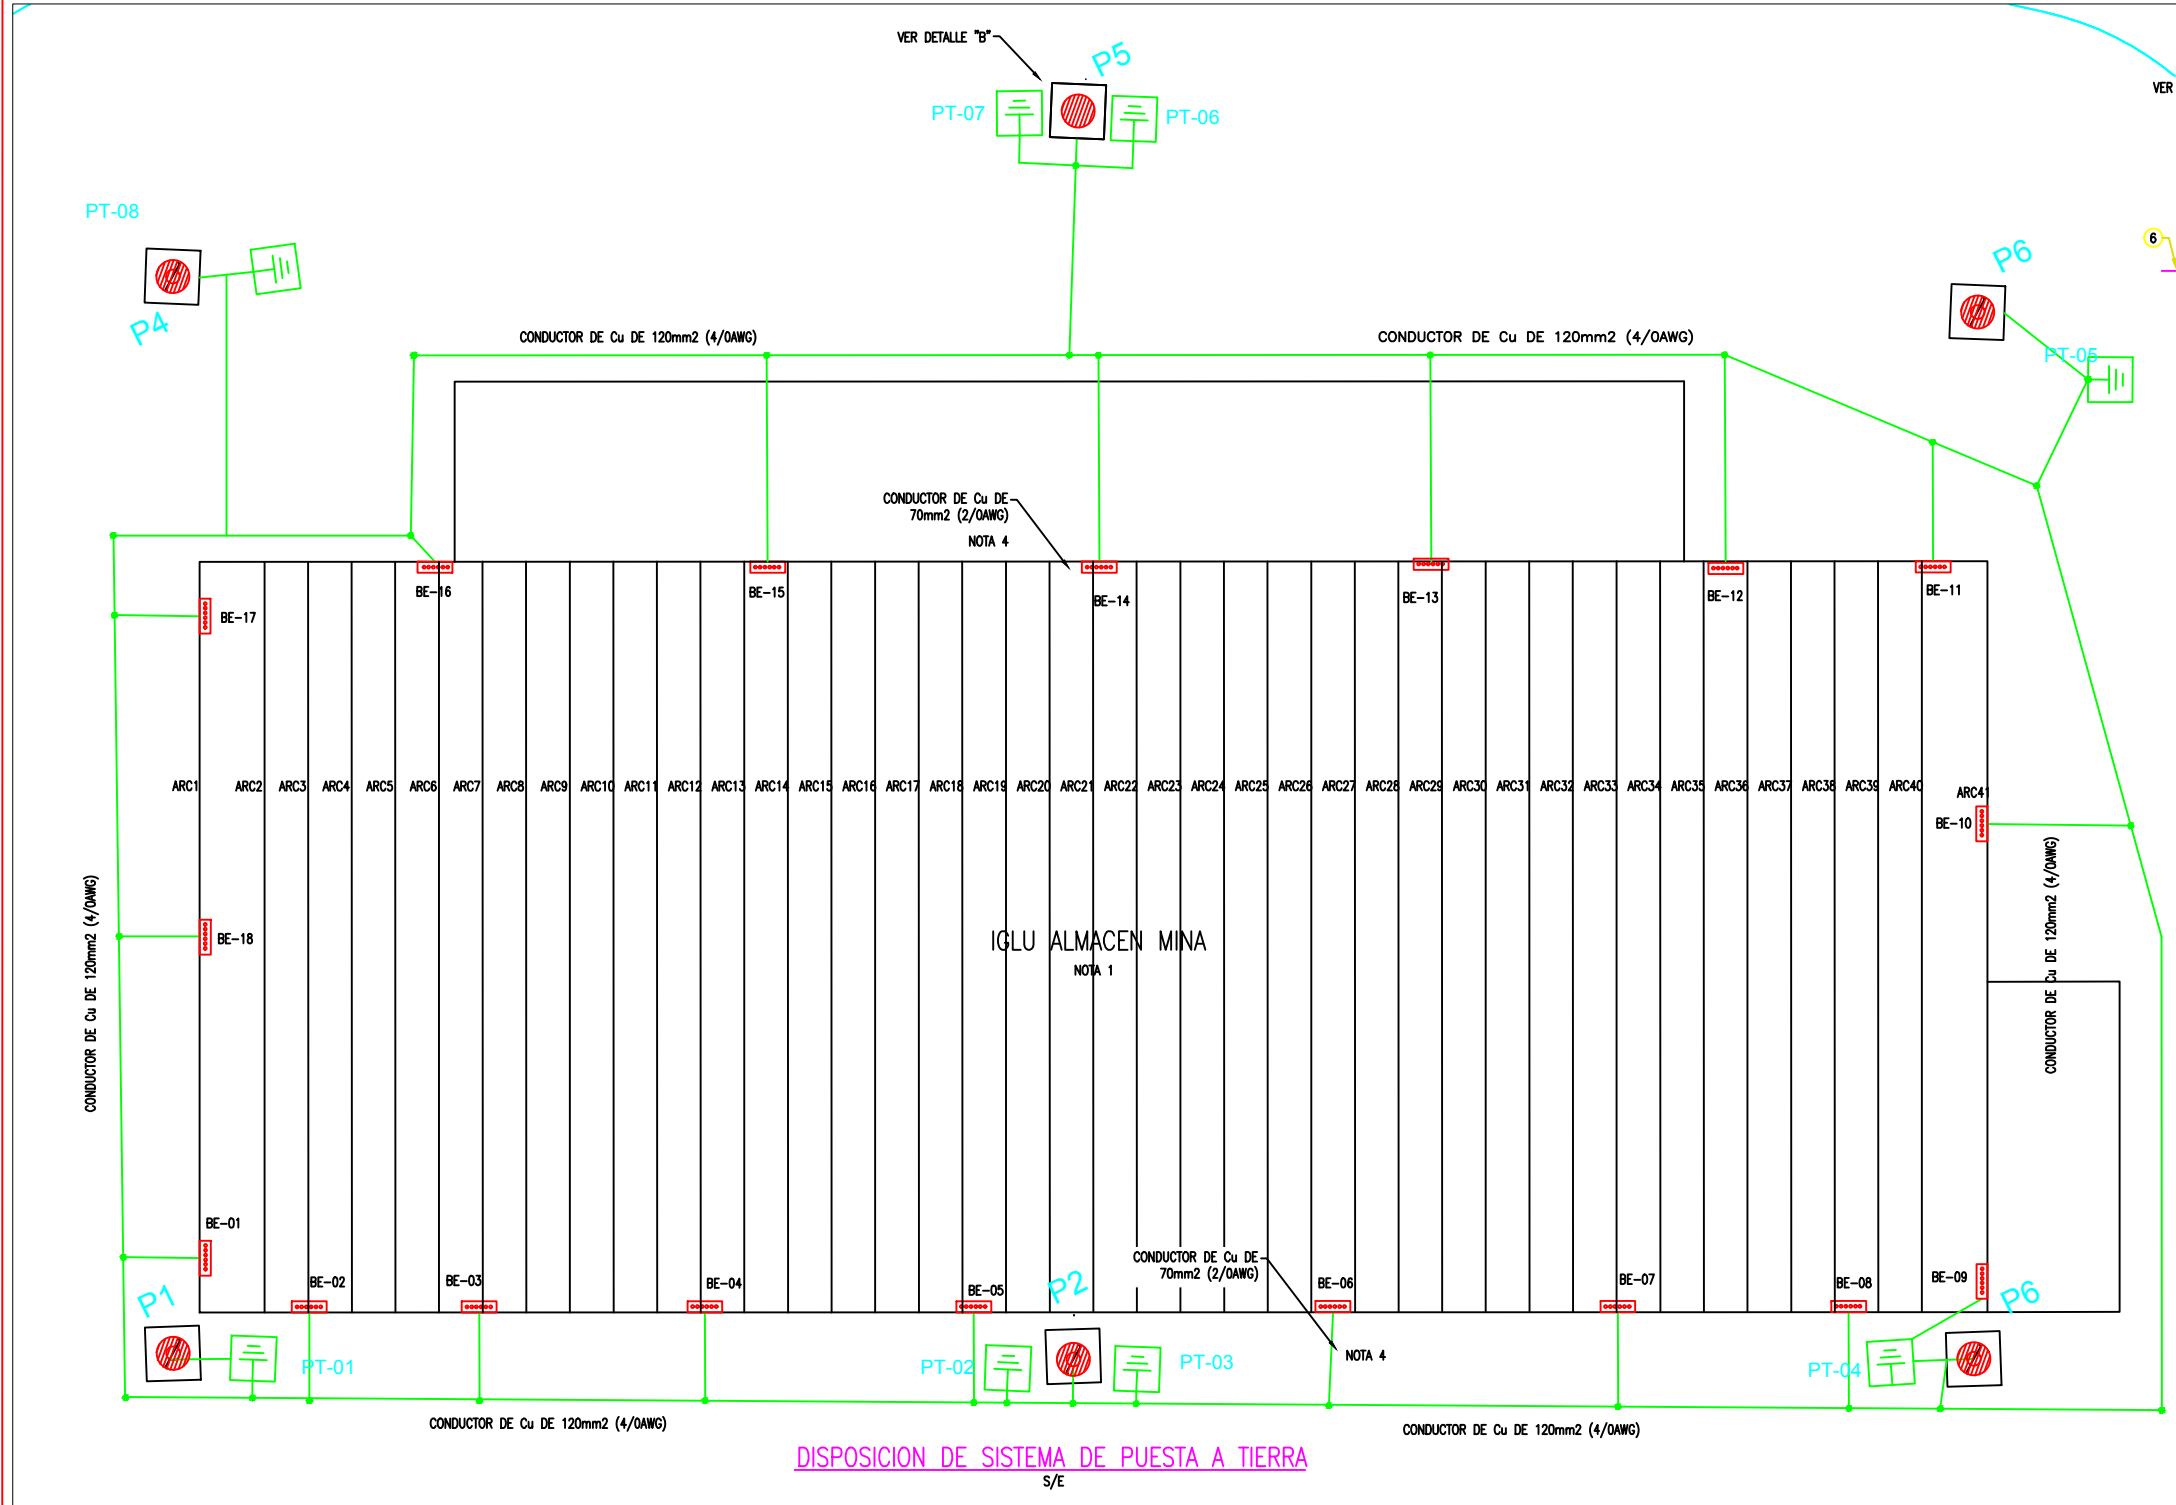 VER DETALLE "B"
P5
VER
PT-07
PT-06
PT-08
6
P6
P4
CONDUCTOR DE Cu DE 120mm2 (4/0AWG)
CONDUCTOR DE Cu DE 120mm2 (4/0AWG)
PT-05
CONDUCTOR DE Cu DE
70mm2 (2/0AWG)
NOTA 4
BE-17
BE-16
BE-15
BE-14
BE-13
BE-12
BE-11
ARC1
ARC2
ARC3
ARC4
ARC5
ARC6
ARC7
ARC8
ARC9
ARC10
ARC11
ARC12
ARC13
ARC14
ARC15
ARC16
ARC17
ARC18
ARC19
ARC20
ARC21
ARC22
ARC23
ARC24
ARC25
ARC26
ARC27
ARC28
ARC29
ARC30
ARC31
ARC32
ARC33
ARC34
ARC35
ARC36
ARC37
ARC38
ARC39
ARC40
ARC41
BE-10
CONDUCTOR DE Cu DE 120mm2 (4/0AWG)
BE-18
IGLU ALMACEN MINA
NOTA 1
CONDUCTOR DE Cu DE 120mm2 (4/0AWG)
BE-01
CONDUCTOR DE Cu DE
70mm2 (2/0AWG)
BE-02
BE-03
BE-04
BE-05
BE-06
BE-07
BE-08
BE-09
P1
P2
P6
PT-01
PT-02
PT-03
NOTA 4
PT-04
CONDUCTOR DE Cu DE 120mm2 (4/0AWG)
CONDUCTOR DE Cu DE 120mm2 (4/0AWG)
DISPOSICION DE SISTEMA DE PUESTA A TIERRA
S/E